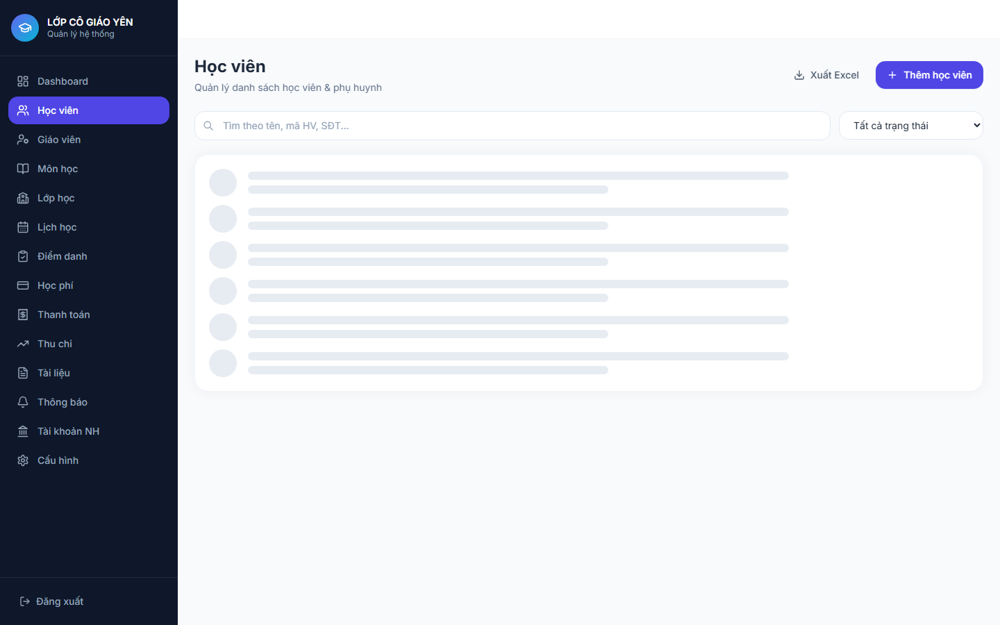 LỚP CÔ GIÁO YÊN
Quản lý hệ thống
Dashboard
Học viên
Giáo viên
Môn học
Lớp học
Lịch học
Điểm danh
Học phí
Thanh toán
Thu chi
Tài liệu
Thông báo
Tài khoản NH
Cấu hình
Đăng xuất
Học viên
Quản lý danh sách học viên & phụ huynh
Xuất Excel
Thêm học viên
Tìm theo tên, mã HV, SĐT...
Tất cả trạng thái